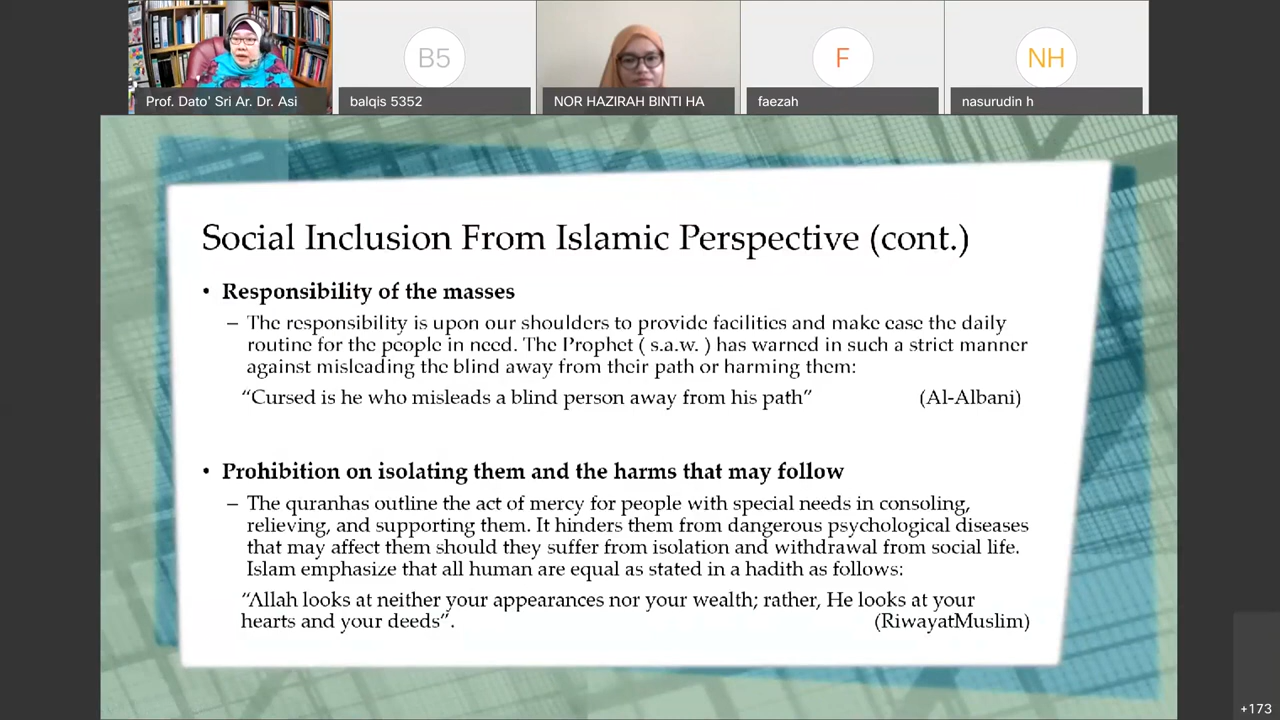 B5
F
NH
Prof. Dato' Sri Ar. Dr. Asi
balqis 5352
NOR HAZIRAH BINTI HA
faezah
nasurudin h
Social Inclusion From Islamic Perspective (cont.)
• Responsibility of the masses
– The responsibility is upon our shoulders to provide facilities and make ease the daily
routine for the people in need. The Prophet ( s.a.w. ) has warned in such a strict manner
against misleading the blind away from their path or harming them:
“Cursed is he who misleads a blind person away from his path” (Al-Albani)
• Prohibition on isolating them and the harms that may follow
– The quranhas outline the act of mercy for people with special needs in consoling,
relieving, and supporting them. It hinders them from dangerous psychological diseases
that may affect them should they suffer from isolation and withdrawal from social life.
Islam emphasize that all human are equal as stated in a hadith as follows:
“Allah looks at neither your appearances nor your wealth; rather, He looks at your
hearts and your deeds”. (RiwayatMuslim)
+173